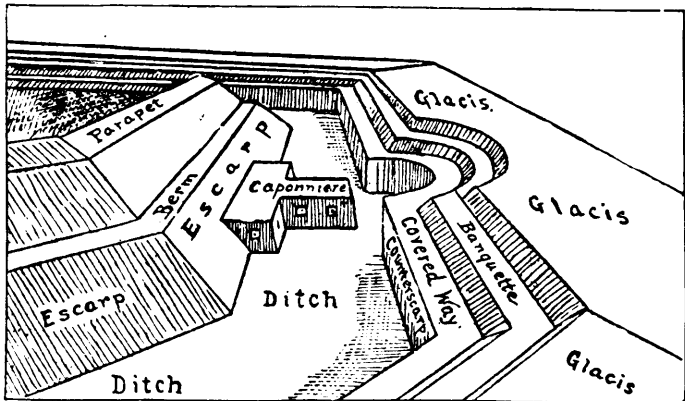 Glacis.
Parapet
Escarp
Berm
Caponniere
Glacis
Covered Way.
Banquette
Counterscarp
Escarp
Ditch
Ditch
Glacis